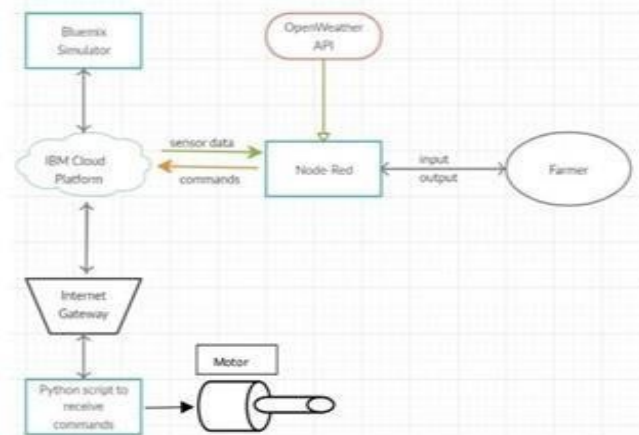 Bluemix
Simulator
OpenWeather
API
IBM Cloud
Platform
sensor data
commands
Node-Red
input
output
Farmer
Internet
Gateway
Motor
Python script to
receive
commands